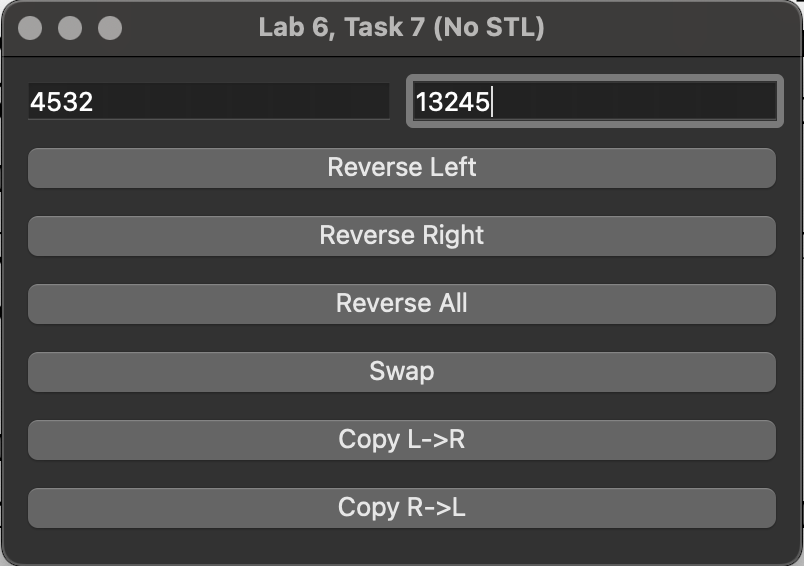 Lab 6, Task 7 (No STL)
4532 13245
Reverse Left
Reverse Right
Reverse All
Swap
Copy L->R
Copy R->L